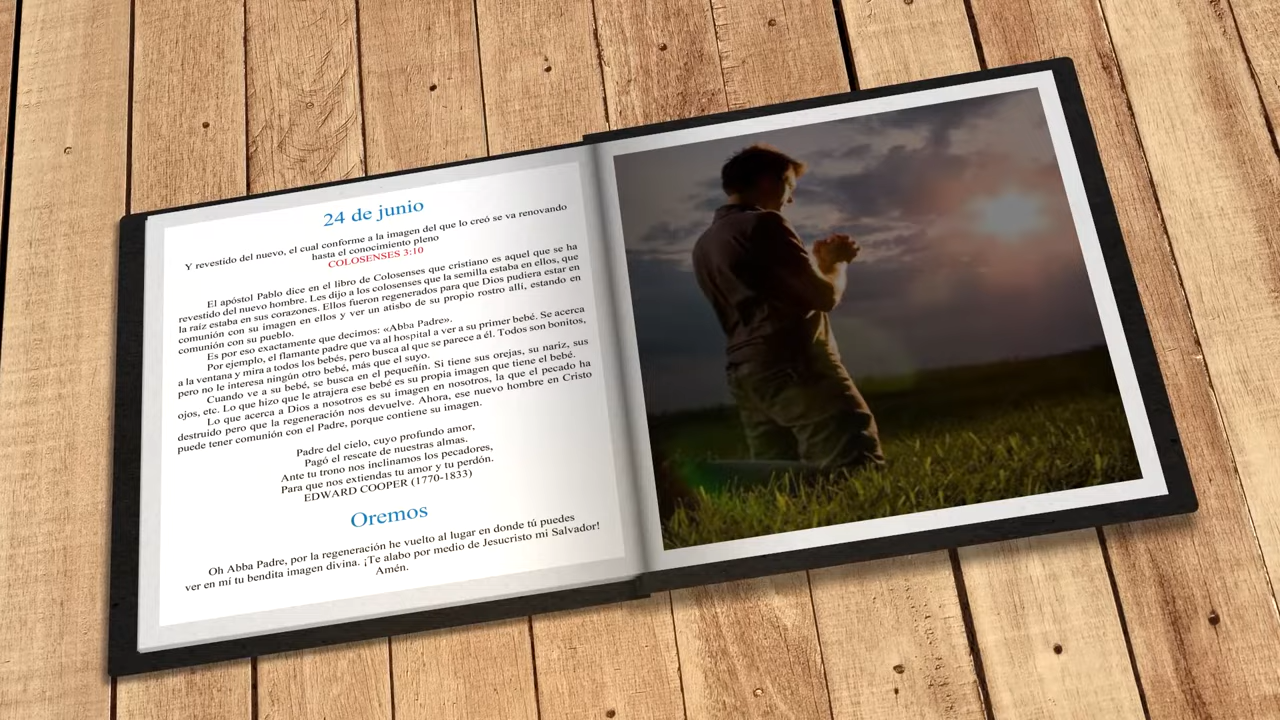 24 de junio
Y revestido del nuevo, el cual conforme a la imagen del que lo creó se va renovando
hasta el conocimiento pleno
COLOSENSES 3:10
El apóstol Pablo dice en el libro de Colosenses que cristiano es aquel que se ha
revestido del nuevo hombre. Les dijo a los colosenses que la semilla estaba en ellos, que
la raíz estaba en sus corazones. Ellos fueron regenerados para que Dios pudiera estar en
comunión con su imagen en ellos y ver un atisbo de su propio rostro allí, estando en
comunión con su pueblo.
Es por eso exactamente que decimos: «Abba Padre».
Por ejemplo, el flamante padre que va al hospital a ver a su primer bebé. Se acerca
a la ventana y mira a todos los bebés, pero busca al que se parece a él. Todos son bonitos,
pero no le interesa ningún otro bebé, más que el suyo.
Cuando ve a su bebé, se busca en el pequeñín. Si tiene sus orejas, su nariz, sus
ojos, etc. Lo que hizo que le atrajera ese bebé es su propia imagen que tiene el bebé.
Lo que acerca a Dios a nosotros es su imagen en nosotros, la que el pecado ha
destruido pero que la regeneración nos devuelve. Ahora, ese nuevo hombre en Cristo
puede tener comunión con el Padre, porque contiene su imagen.
Padre del cielo, cuyo profundo amor,
Pagó el rescate de nuestras almas.
Ante tu trono nos inclinamos los pecadores,
Para que nos extiendas tu amor y tu perdón.
EDWARD COOPER (1770-1833)
Oremos
Oh Abba Padre, por la regeneración he vuelto al lugar en donde tú puedes
ver en mí tu bendita imagen divina. ¡Te alabo por medio de Jesucristo mi Salvador!
Amén.